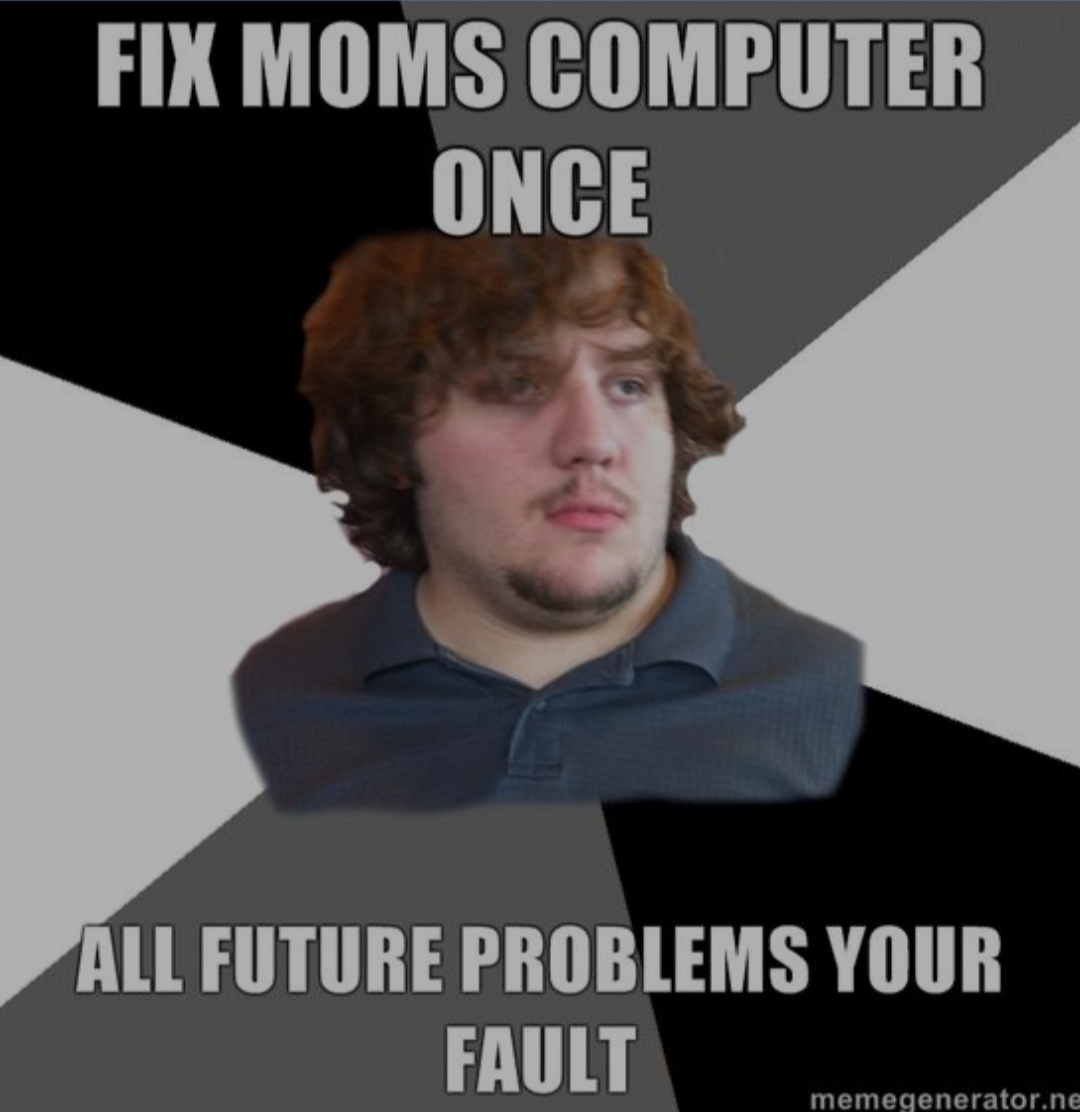 FIX MOMS COMPUTER
ONCE
ALL FUTURE PROBLEMS YOUR
FAULT
memegenerator.ne